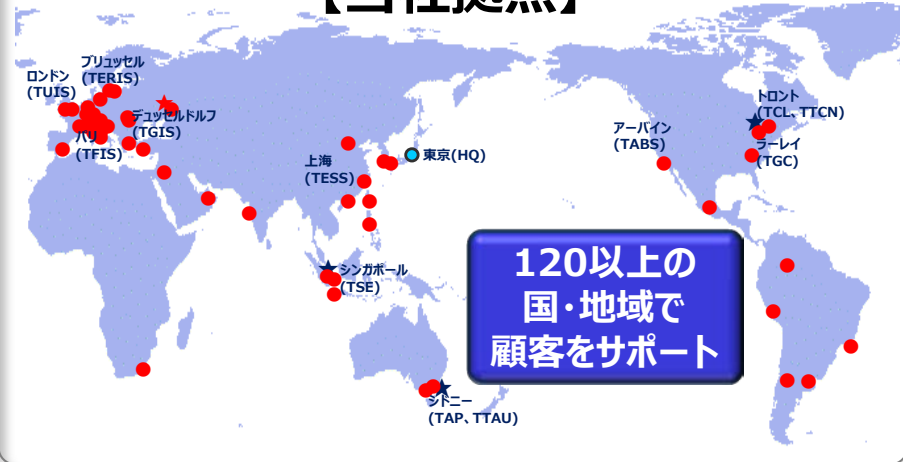 【当社拠点】
ブリュッセル
(TERIS)
ロンドン
(TUIS)
デュッセルドルフ
(TGIS)
パリ
(TFIS)
上海
(TESS)
東京(HQ)
シンガポール
(TSE)
シドニー
(TAP、TTAU)
アーバイン
(TABS)
トロント
(TCL、TTCN)
ラーレイ
(TGC)
120以上の
国・地域で
顧客をサポート